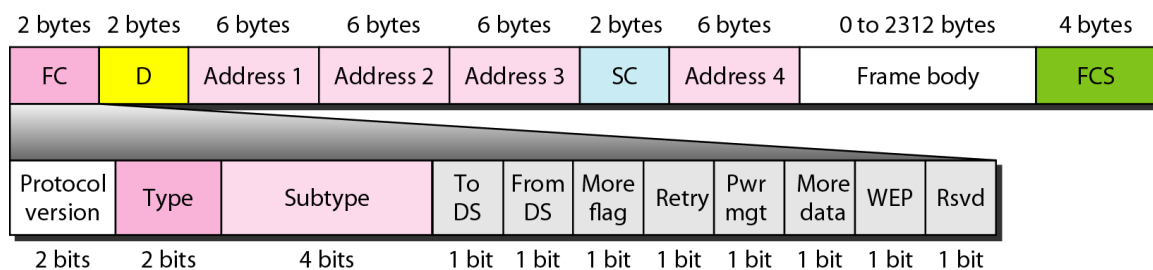 2 bytes 2 bytes 6 bytes 6 bytes 6 bytes 2 bytes 6 bytes 0 to 2312 bytes 4 bytes
FC D Address 1 Address 2 Address 3 SC Address 4 Frame body FCS
Protocol version Type Subtype To DS From DS More flag Retry Pwr mgt More data WEP Rsvd
2 bits 2 bits 4 bits 1 bit 1 bit 1 bit 1 bit 1 bit 1 bit 1 bit 1 bit